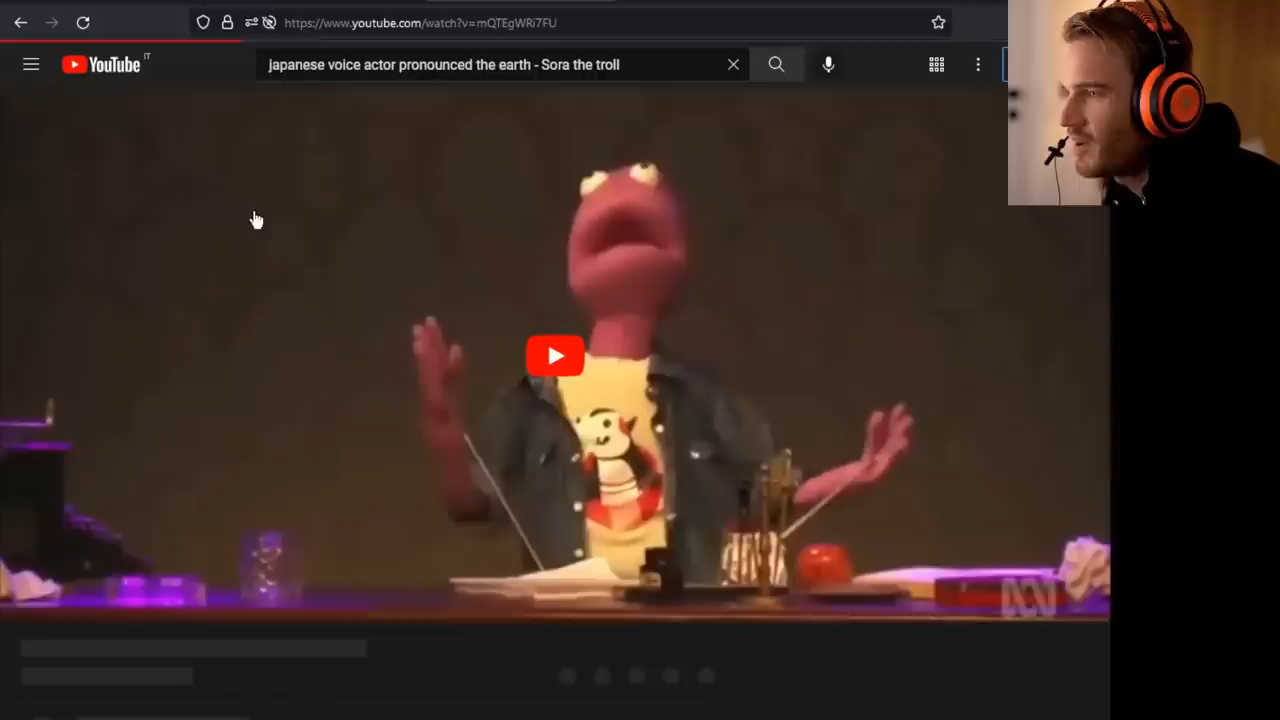 https://www.youtube.com/watch?v=mQTEgWRi7FU
YouTube IT
japanese voice actor pronounced the earth - Sora the troll